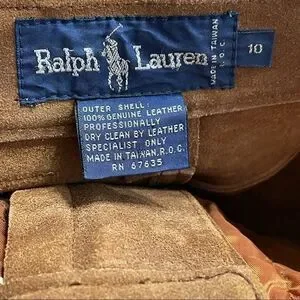 Ralph Lauren
MADE IN TAIWAN
R.O.C.
10
OUTER SHELL:
100% GENUINE LEATHER
PROFESSIONALLY
DRY CLEAN BY LEATHER
SPECIALIST ONLY
MADE IN TAIWAN, R.O.C.
RN 67635